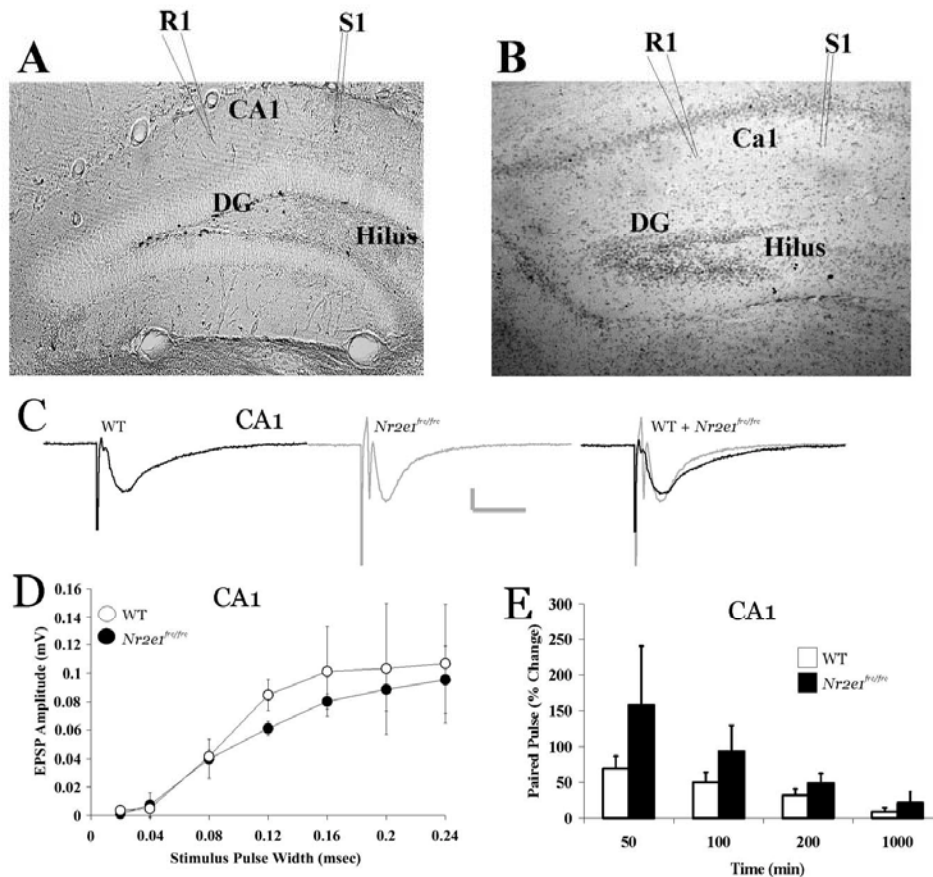 A
R1
S1
CA1
DG
Hilus
B
R1
S1
Ca1
DG
Hilus
C
CA1
WT
Nr2e1frc/frc
WT + Nr2e1frc/frc
D
CA1
WT
Nr2e1frc/frc
EPSP Amplitude (mV)
0.16
0.14
0.12
0.1
0.08
0.06
0.04
0.02
0
0 0.04 0.08 0.12 0.16 0.2 0.24
Stimulus Pulse Width (msec)
E
CA1
WT
Nr2e1frc/frc
Paired Pulse (% Change)
300
250
200
150
100
50
0
50 100 200 1000
Time (min)